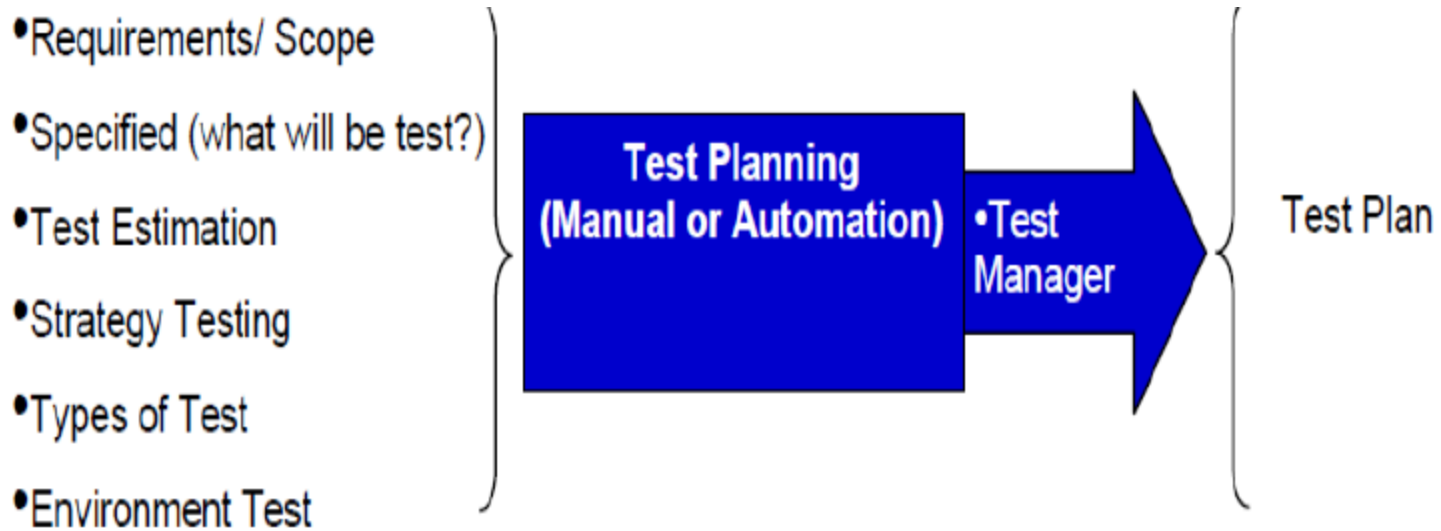 •Requirements/ Scope
•Specified (what will be test?)
•Test Estimation
•Strategy Testing
•Types of Test
•Environment Test
Test Planning
(Manual or Automation)
•Test
Manager
Test Plan